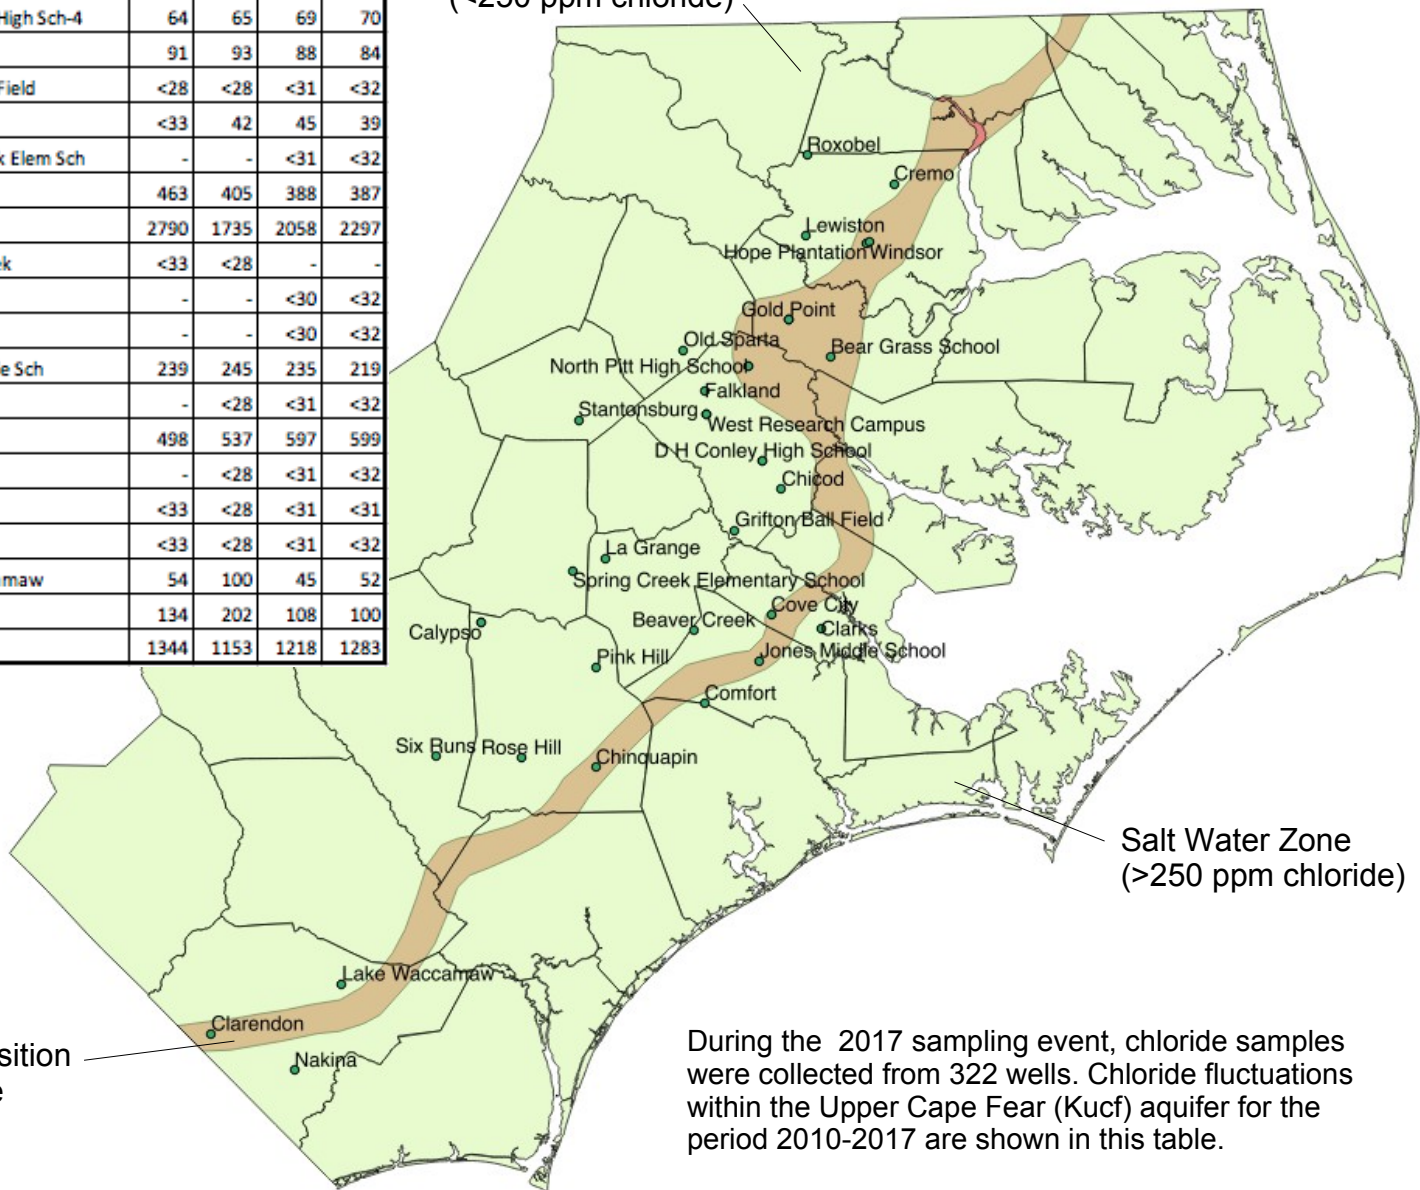 (<250 ppm chloride)
High Sch-4 64 65 69 70
91 93 88 84
Field <28 <28 <31 <32
<33 42 45 39
k Elem Sch - - <31 <32
463 405 388 387
2790 1735 2058 2297
ek <33 <28 - -
- - <30 <32
- - <30 <32
e Sch 239 245 235 219
- <28 <31 <32
498 537 597 599
- <28 <31 <32
<33 <28 <31 <31
<33 <28 <31 <32
maw 54 100 45 52
134 202 108 100
1344 1153 1218 1283
Roxobel
Cremo
Lewiston
Hope Plantation
Windsor
Gold Point
Old Sparta
Bear Grass School
North Pitt High School
Falkland
Stantonsburg
West Research Campus
D H Conley High School
Chicod
Grifton Ball Field
La Grange
Spring Creek Elementary School
Cove City
Beaver Creek
Clarks
Calypso
Jones Middle School
Pink Hill
Comfort
Six Runs
Rose Hill
Chinquapin
Salt Water Zone
(>250 ppm chloride)
Lake Waccamaw
Clarendon
sition
e
Nakina
During the 2017 sampling event, chloride samples
were collected from 322 wells. Chloride fluctuations
within the Upper Cape Fear (Kucf) aquifer for the
period 2010-2017 are shown in this table.